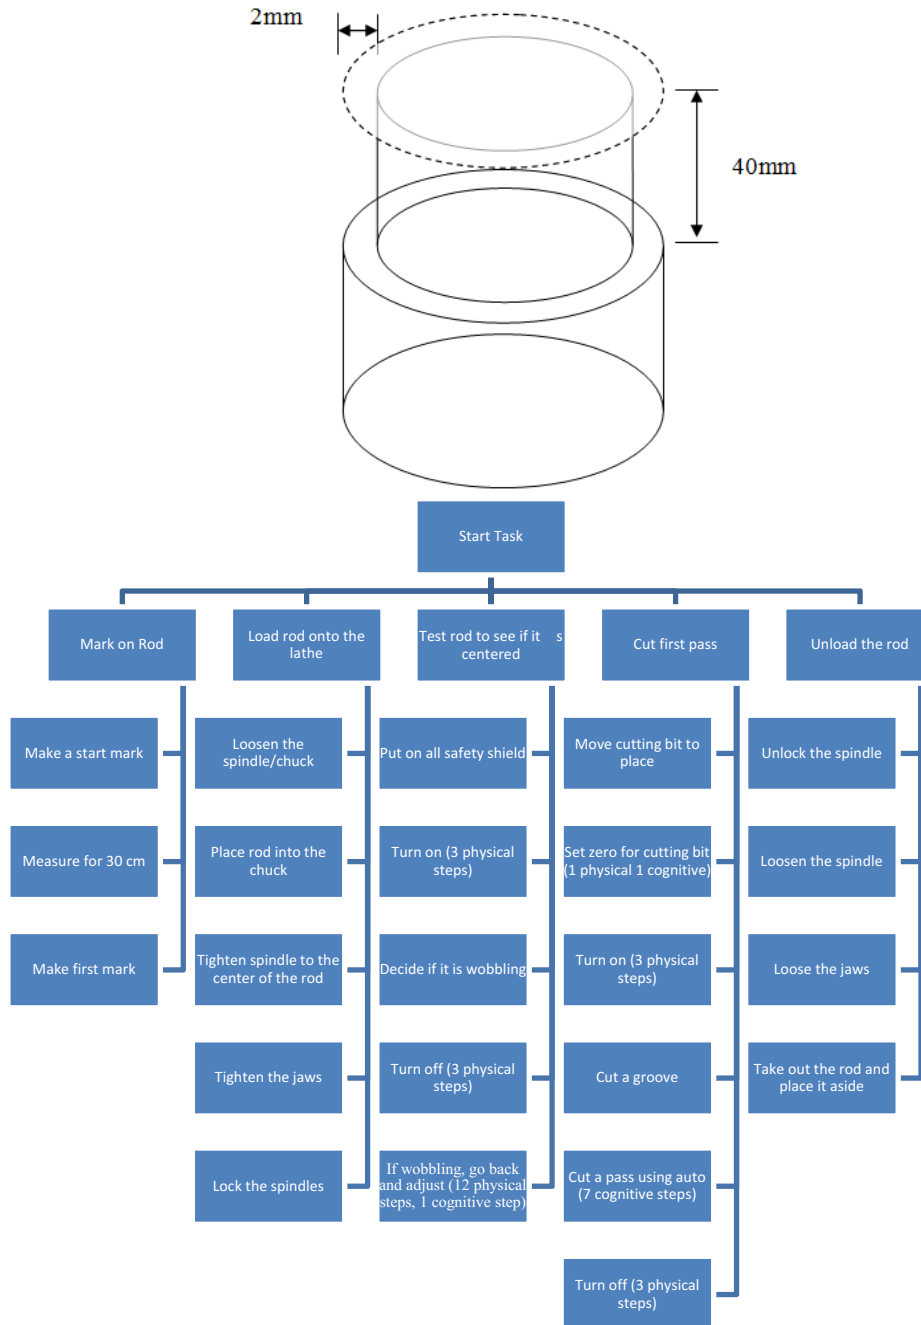 2mm
40mm
Start Task
Mark on Rod
Make a start mark
Measure for 30 cm
Make first mark
Load rod onto the
lathe
Loosen the
spindle/chuck
Place rod into the
chuck
Tighten spindle to the
center of the rod
Tighten the jaws
Lock the spindles
Test rod to see if it s
centered
Put on all safety shield
Turn on (3 physical
steps)
Decide if it is wobbling
Turn off (3 physical
steps)
If wobbling, go back
and adjust (12 physical
steps, 1 cognitive step)
Cut first pass
Move cutting bit to
place
Set zero for cutting bit
(1 physical 1 cognitive)
Turn on (3 physical
steps)
Cut a groove
Cut a pass using auto
(7 cognitive steps)
Turn off (3 physical
steps)
Unload the rod
Unlock the spindle
Loosen the spindle
Loose the jaws
Take out the rod and
place it aside